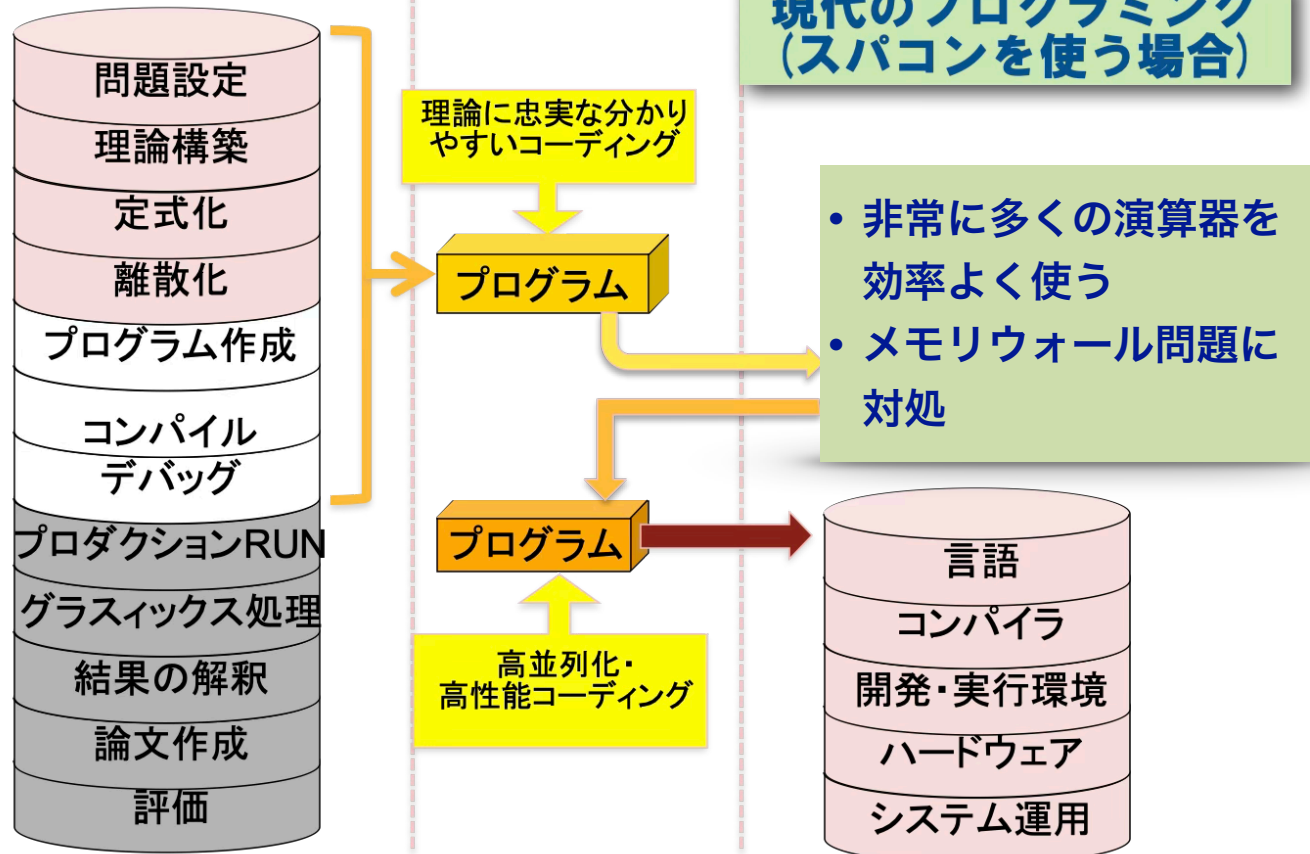 現代のプログラミング
(スパコンを使う場合)
問題設定
理論構築
定式化
離散化
プログラム作成
コンパイル
デバッグ
プロダクションRUN
グラスィックス処理
結果の解釈
論文作成
評価
理論に忠実な分かり
やすいコーディング
プログラム
プログラム
高並列化・
高性能コーディング
• 非常に多くの演算器を
効率よく使う
• メモリウォール問題に
対処
言語
コンパイラ
開発・実行環境
ハードウェア
システム運用